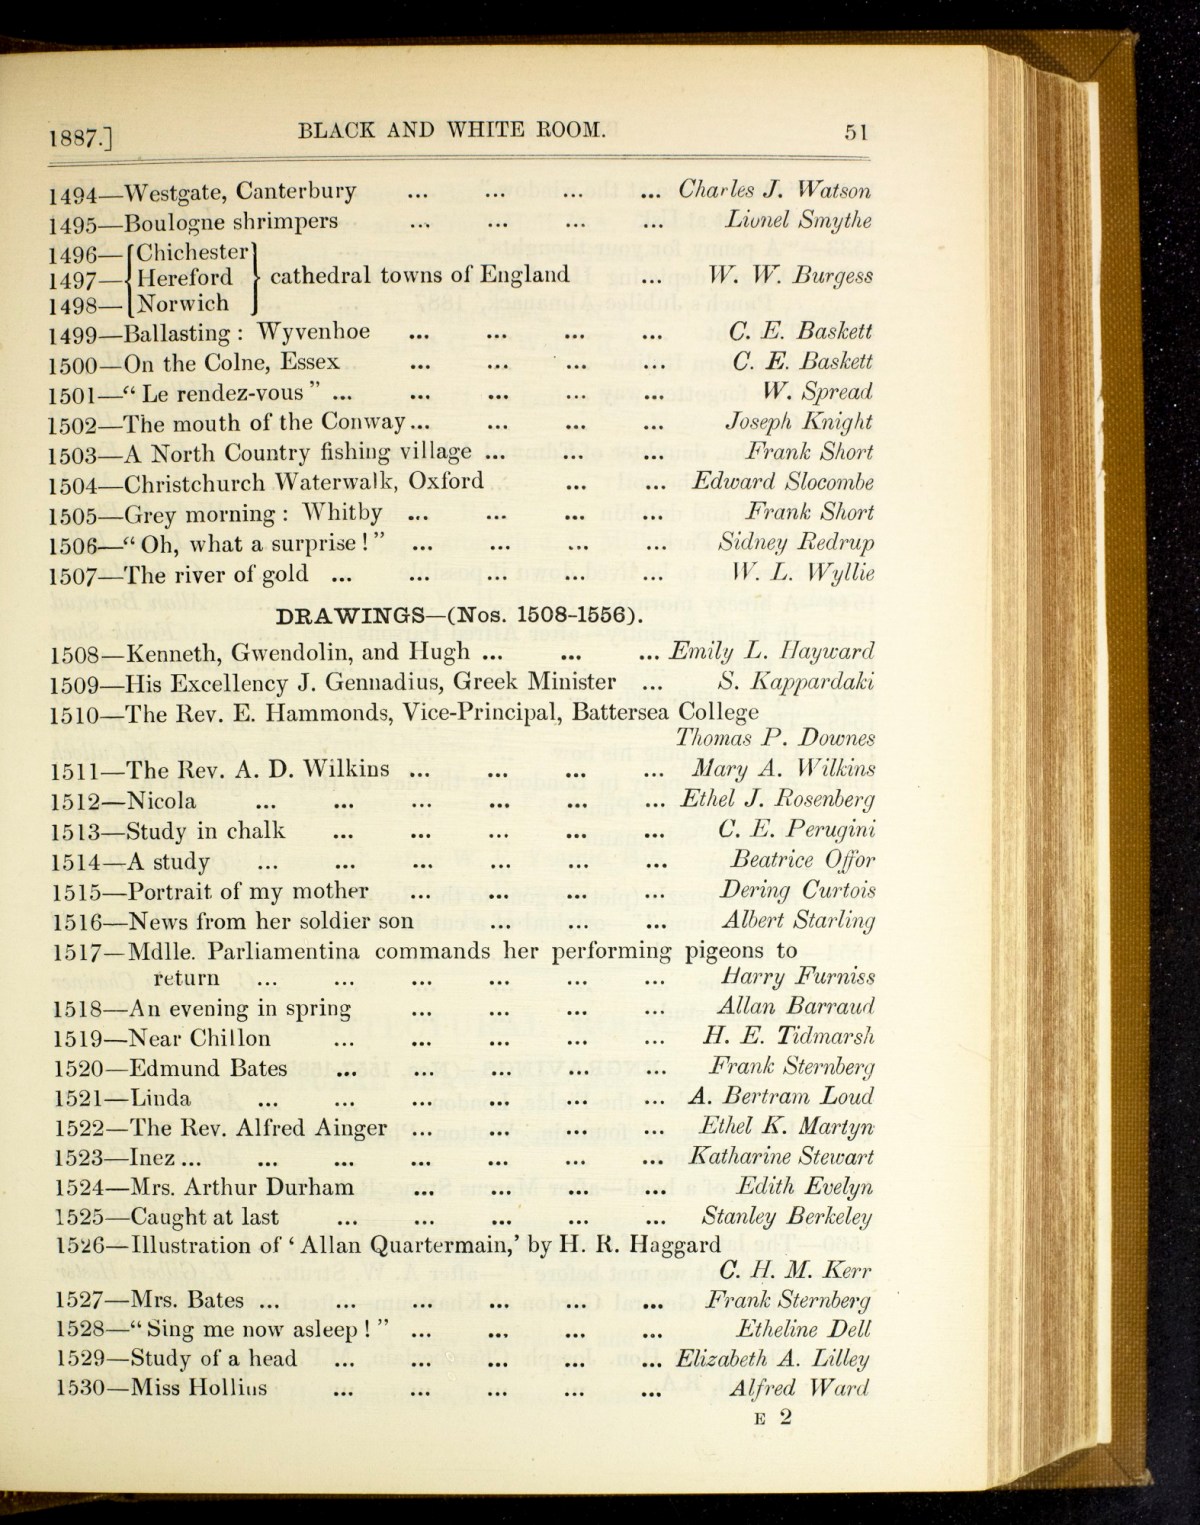 1887.] BLACK AND WHITE ROOM. 51
1494—Westgate, Canterbury ... ... ... ... Charles J. Watson
1495—Boulogne shrimpers ... ... ... ... Lionel Smythe
1496— Chichester
1497— Hereford cathedral towns of England ... W. W. Burgess
1498— Norwich
1499—Ballasting : Wyvenhoe ... ... ... ... C. E. Baskett
1500—On the Colne, Essex ... ... ... ... C. E. Baskett
1501—“ Le rendez-vous ” ... ... ... ... ... W. Spread
1502—The mouth of the Conway... ... ... ... Joseph Knight
1503—A North Country fishing village ... ... ... Frank Short
1504—Christchurch Waterwalk, Oxford ... ... Edward Slocombe
1505—Grey morning : Whitby ... ... ... ... Frank Short
1506—“ Oh, what a surprise ! ” ... ... ... ... Sidney Redrup
1507—The river of gold ... ... ... ... ... W. L. Wyllie
DRAWINGS—(Nos. 1508-1556).
1508—Kenneth, Gwendolin, and Hugh ... ... ... Emily L. Hayward
1509—His Excellency J. Gennadius, Greek Minister ... S. Kappardaki
1510—The Rev. E. Hammonds, Vice-Principal, Battersea College
Thomas P. Downes
1511—The Rev. A. D. Wilkins ... ... ... ... Mary A. Wilkins
1512—Nicola ... ... ... ... ... ... Ethel J. Rosenberg
1513—Study in chalk ... ... ... ... ... C. E. Perugini
1514—A study ... ... ... ... ... ... Beatrice Offor
1515—Portrait of my mother ... ... ... ... Dering Curtois
1516—News from her soldier son ... ... ... Albert Starling
1517—Mdlle. Parliamentina commands her performing pigeons to
return ... ... ... ... ... ... Harry Furniss
1518—An evening in spring ... ... ... ... Allan Barraud
1519—Near Chillon ... ... ... ... ... H. E. Tidmarsh
1520—Edmund Bates ... ... ... ... ... Frank Sternberg
1521—Linda ... ... ... ... ... ... A. Bertram Loud
1522—The Rev. Alfred Ainger ... ... ... ... Ethel K. Martyn
1523—Inez ... ... ... ... ... ... ... Katharine Stewart
1524—Mrs. Arthur Durham ... ... ... ... Edith Evelyn
1525—Caught at last ... ... ... ... ... Stanley Berkeley
1526—Illustration of ‘ Allan Quartermain,’ by H. R. Haggard
C. H. M. Kerr
1527—Mrs. Bates ... ... ... ... ... ... Frank Sternberg
1528—“ Sing me now asleep ! ” ... ... ... ... Etheline Dell
1529—Study of a head ... ... ... ... ... Elizabeth A. Lilley
1530—Miss Hollins ... ... ... ... ... Alfred Ward
E 2